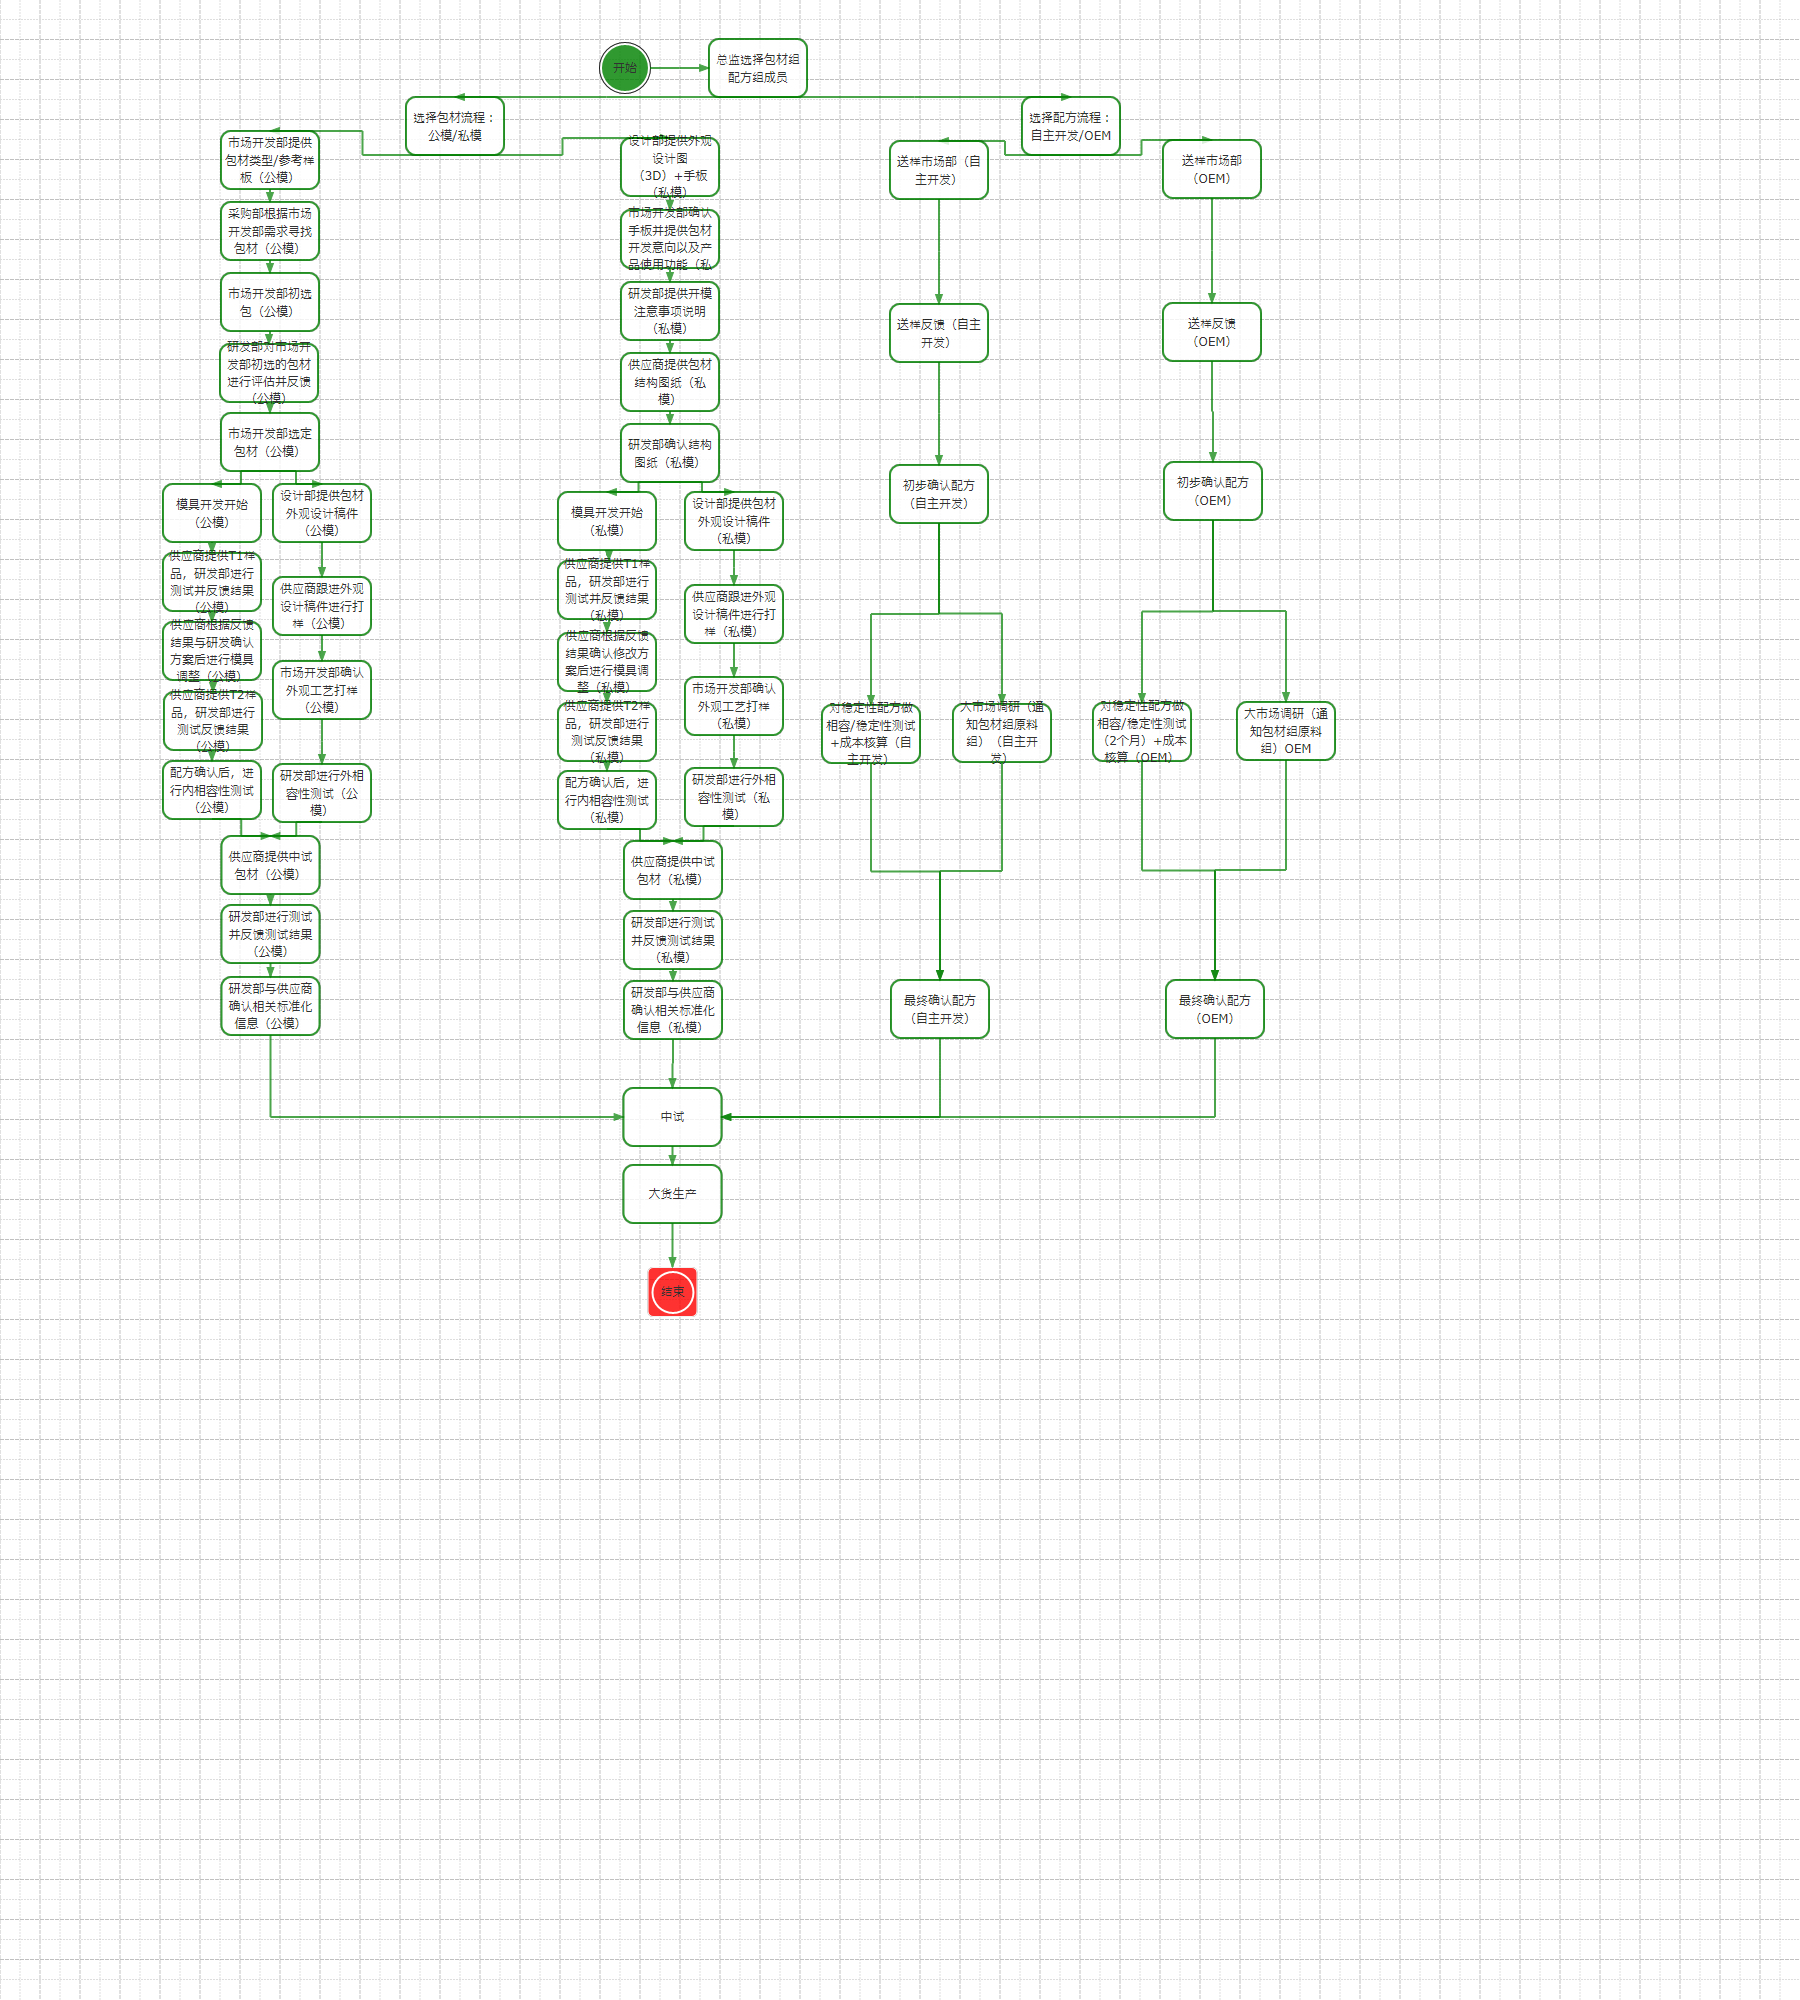 开始
总监选择包材组
配方组成员
选择包材流程：
公模/私模
选择配方流程：
自主开发/OEM
市场开发部提供
包材类型/参考样
板（公模）
采购部根据市场
开发部需求寻找
包材（公模）
市场开发部初选
包（公模）
研发部对市场开
发部初选的包材
进行评估并反馈
（公模）
市场开发部选定
包材（公模）
模具开发开始
（公模）
供应商提供T1样
品，研发部进行
测试并反馈结果
（公模）
供应商根据反馈
结果与研发确认
方案后进行模具
调整（公模）
供应商提供T2样
品，研发部进行
测试反馈结果
（公模）
配方确认后，进
行内相容性测试
（公模）
设计部提供包材
外观设计稿件
（公模）
供应商跟进外观
设计稿件进行打
样（公模）
市场开发部确认
外观工艺打样
（公模）
研发部进行外相
容性测试（公
模）
供应商提供中试
包材（公模）
研发部进行测试
并反馈测试结果
（公模）
研发部与供应商
确认相关标准化
信息（公模）
设计部提供外观
设计图
（3D）+手板
（私模）
市场开发部确认
手板并提供包材
开发意向以及产
品使用功能（私
研发部提供开模
注意事项说明
（私模）
供应商提供包材
结构图纸（私
模）
研发部确认结构
图纸（私模）
模具开发开始
（私模）
供应商提供T1样
品，研发部进行
测试并反馈结果
（私模）
供应商根据反馈
结果确认修改方
案后进行模具调
整（私模）
供应商提供T2样
品，研发部进行
测试反馈结果
（私模）
配方确认后，进
行内相容性测试
（私模）
设计部提供包材
外观设计稿件
（私模）
供应商跟进外观
设计稿件进行打
样（私模）
市场开发部确认
外观工艺打样
（私模）
研发部进行外相
容性测试（私
模）
供应商提供中试
包材（私模）
研发部进行测试
并反馈测试结果
（私模）
研发部与供应商
确认相关标准化
信息（私模）
送样市场部（自
主开发）
送样反馈（自主
开发）
初步确认配方
（自主开发）
对稳定性配方做
相容/稳定性测试
+成本核算（自
主开发）
大市场调研（通
知包材组原料
组）（自主开
发）
最终确认配方
（自主开发）
送样市场部
（OEM）
送样反馈
（OEM）
初步确认配方
（OEM）
对稳定性配方做
相容/稳定性测试
（2个月）+成本
核算（OEM）
大市场调研（通
知包材组原料
组）OEM
最终确认配方
（OEM）
中试
大货生产
结束